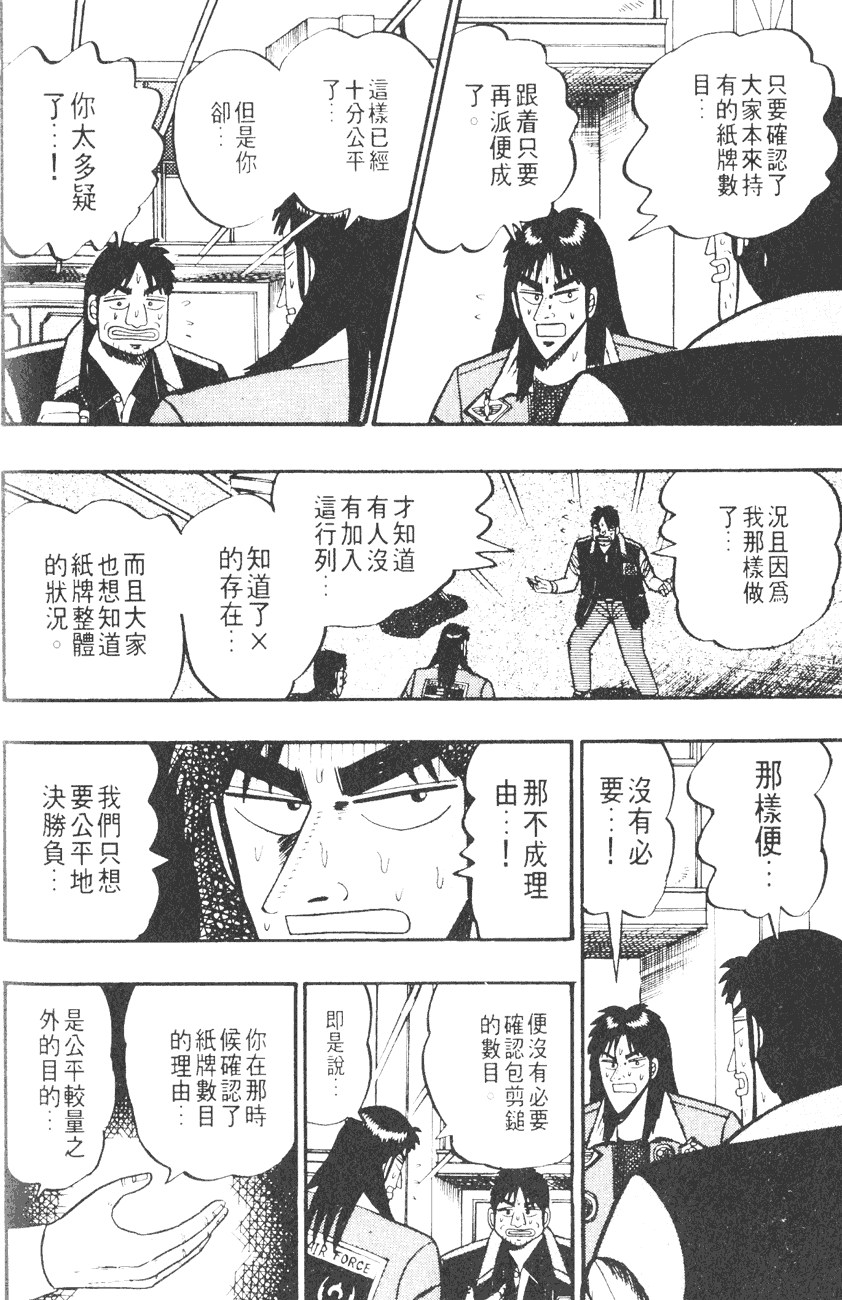 只要確認了
大家本來持
有的紙牌數
目…
跟着只要
再派便成
了。
這樣已經
十分公平
了…
但是你
卻…
你太多疑
了…!
況且因爲
我那樣做
了…
才知道
有人沒
有加入
這行列…
知道了×
的存在…
而且大家
也想知道
紙牌整體
的狀況。
那樣便…
沒有必
要…!
那不成理
由…!
我們只想
要公平地
決勝負…
便沒有必要
確認包剪鎚
的數目。
即是說…
AIR FORCE
你在那時
候確認了
紙牌數目
的理由…
是公平較量之
外的目的…